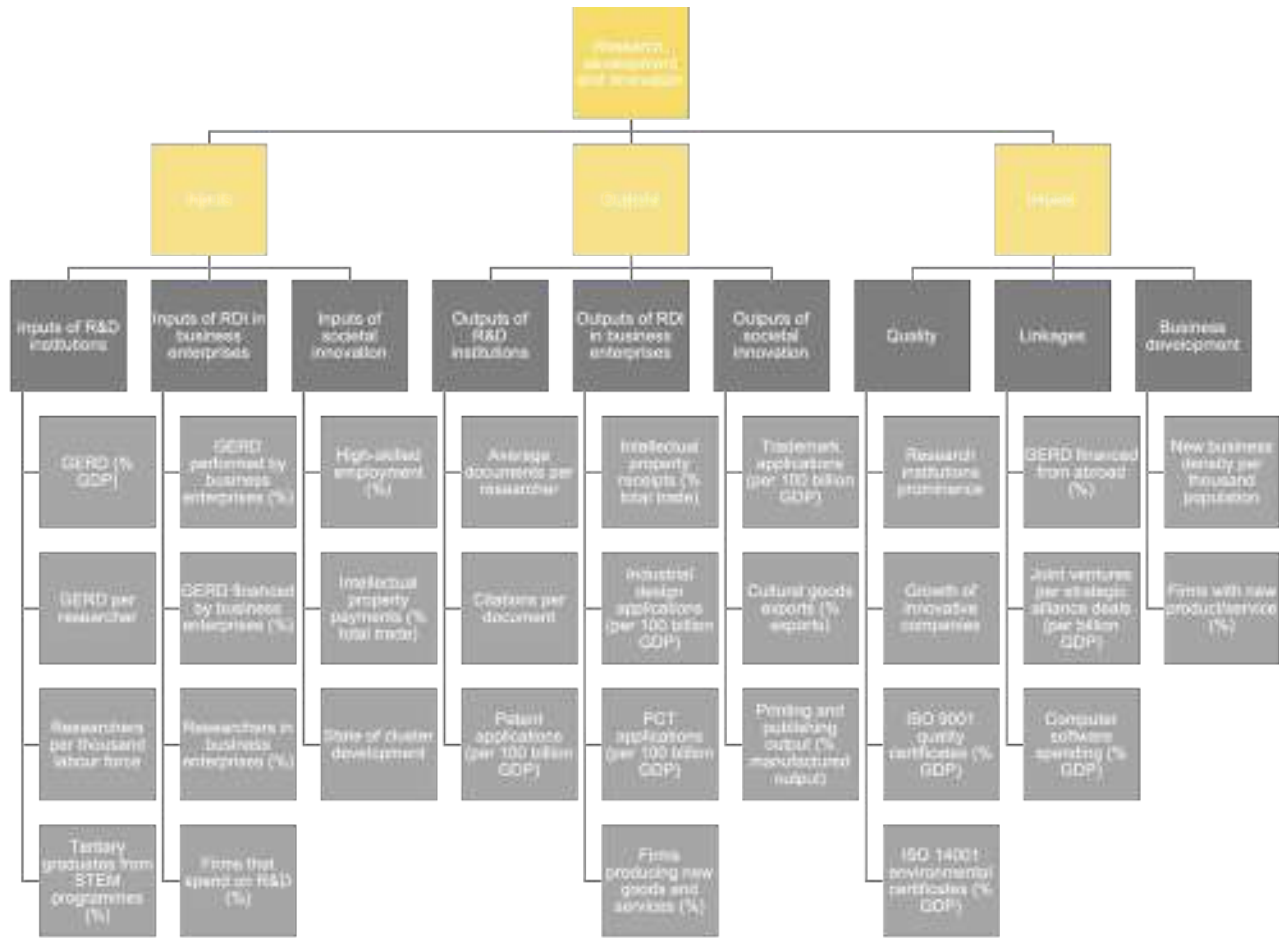 Research,
development
and innovation
Inputs
Outputs
Impact
Inputs of R&D
institutions
Inputs of RDI in
business
enterprises
Inputs of
societal
innovation
Outputs of
R&D
institutions
Outputs of RDI
in business
enterprises
Outputs of
societal
innovation
Quality
Linkages
Business
development
GERD (%
GDP)
GERD
performed by
business
enterprises (%)
High-skilled
employment
(%)
Average
documents per
researcher
Intellectual
property
receipts (%
total trade)
Trademark
applications
(per 100 billion
GDP)
Research
institutions
prominence
GERD financed
from abroad
(%)
New business
density per
thousand
population
GERD per
researcher
GERD financed
by business
enterprises (%)
Intellectual
property
payments (%
total trade)
Citations per
document
Industrial
design
applications
(per 100 billion
GDP)
Cultural goods
exports (%
exports)
Growth of
innovative
companies
Joint ventures
per strategic
alliance deals
(per billion
GDP)
Firms with new
product/service
(%)
Researchers
per thousand
labour force
Researchers in
business
enterprises (%)
State of cluster
development
Patent
applications
(per 100 billion
GDP)
PCT
applications
(per 100 billion
GDP)
Printing and
publishing
output (%
manufactured
output)
ISO 9001
quality
certificates (%
GDP)
Computer
software
spending (%
GDP)
Tertiary
graduates from
STEM
programmes
(%)
Firms that
spend on R&D
(%)
Firms
producing new
goods and
services (%)
ISO 14001
environmental
certificates (%
GDP)